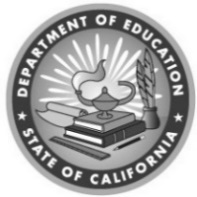 DEPARTMENT OF EDUCATION
STATE OF CALIFORNIA